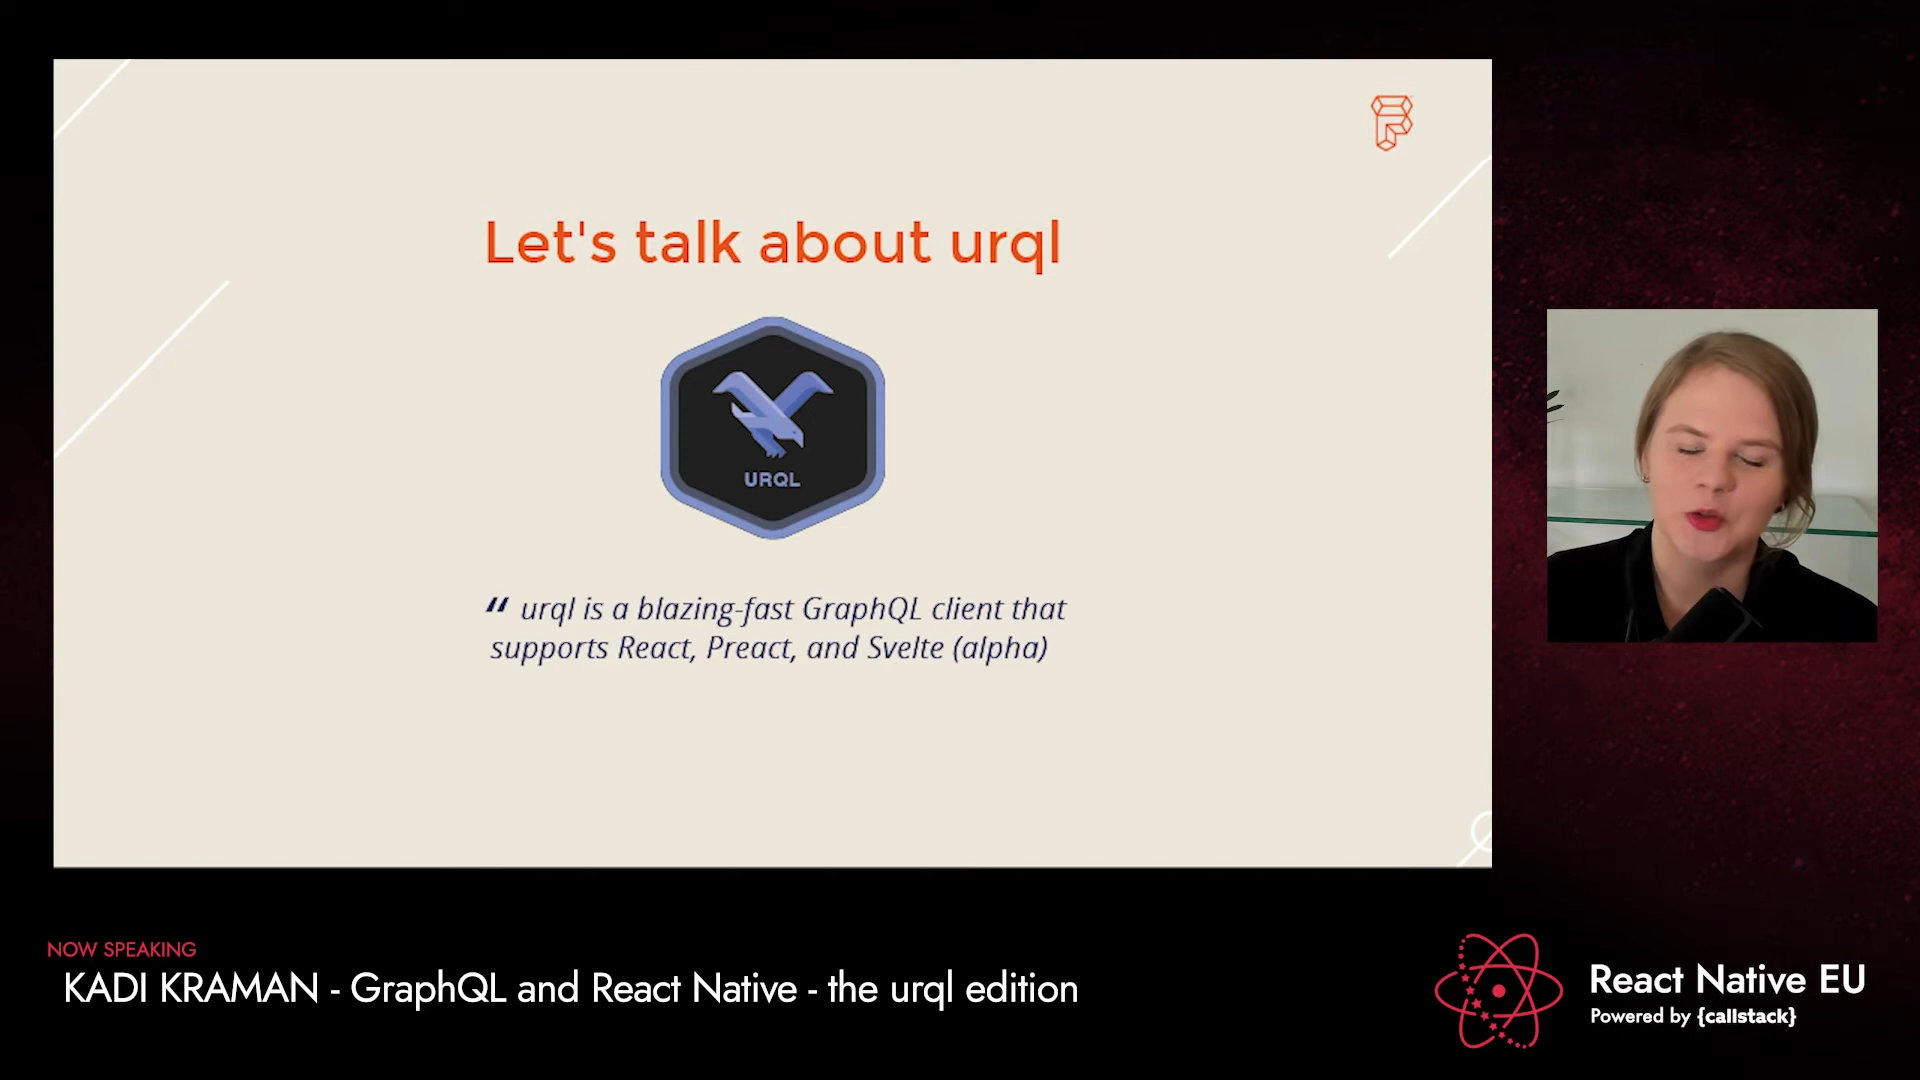 Let's talk about urql
URQL
“ urql is a blazing-fast GraphQL client that
supports React, Preact, and Svelte (alpha)
NOW SPEAKING
KADI KRAMAN - GraphQL and React Native - the urql edition
React Native EU
Powered by {callstack}